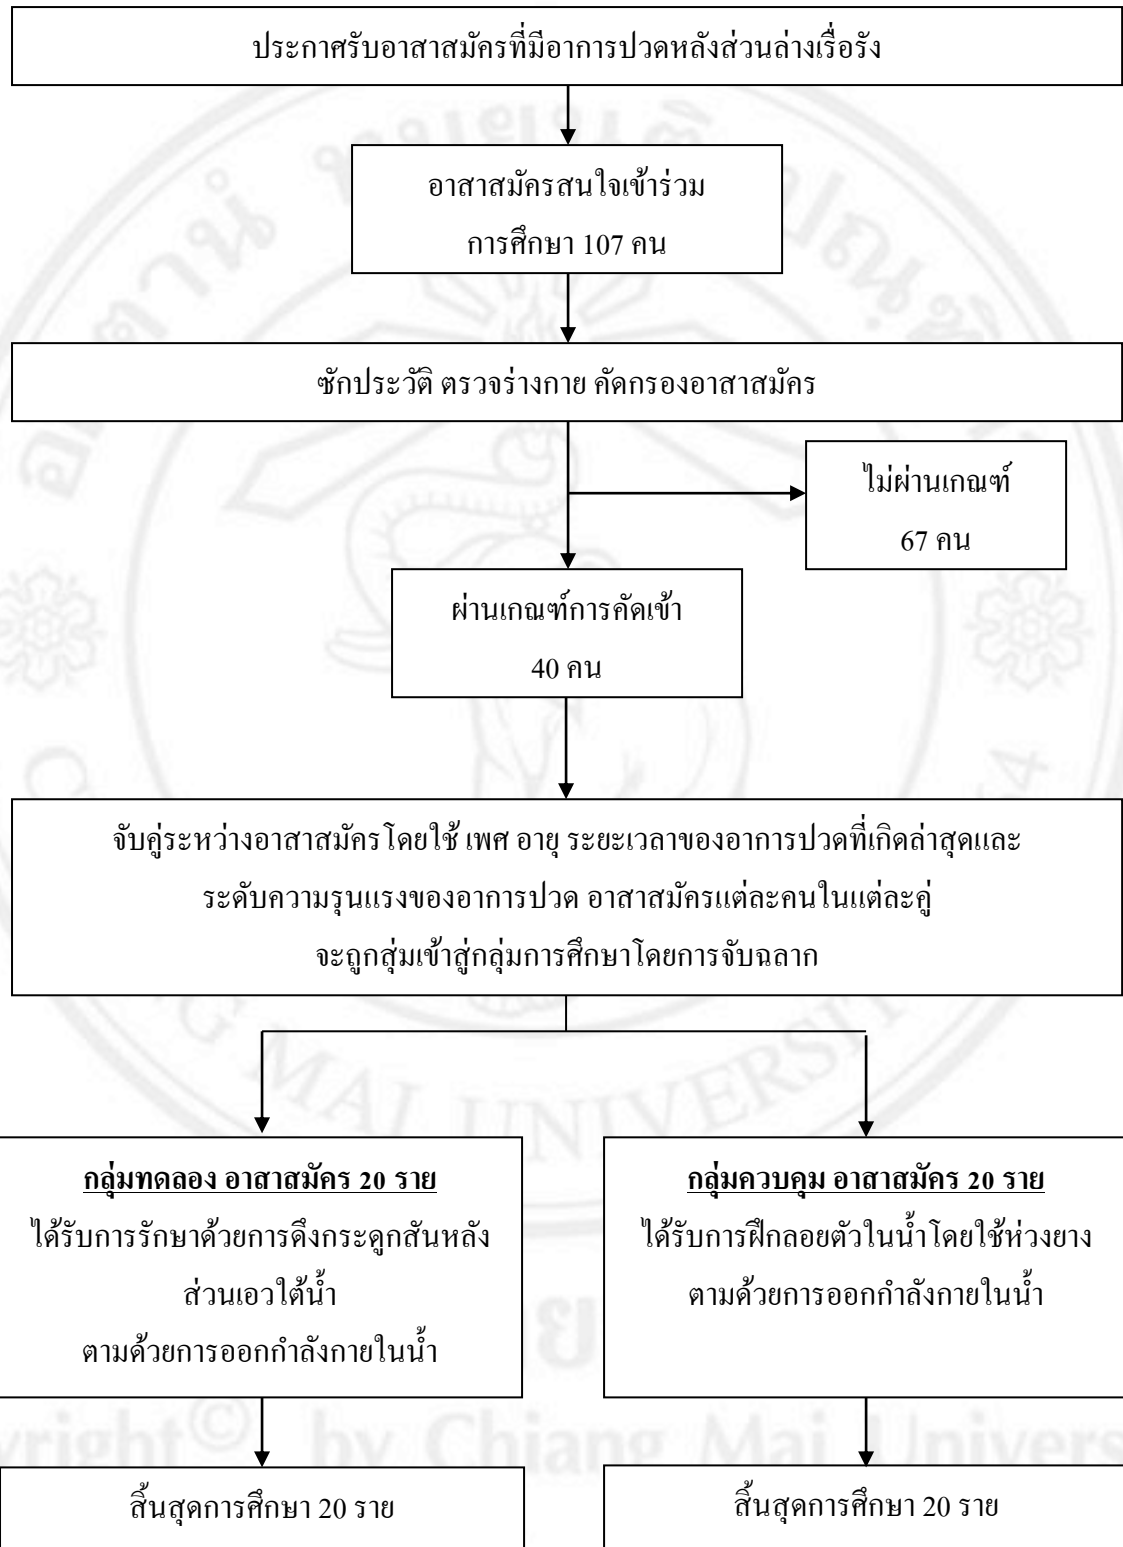 ประกาศรับอาสาสมัครที่มีอาการปวดหลังส่วนล่างเรื่อรัง
อาสาสมัครสนใจเข้าร่วม
การศึกษา 107 คน
ซักประวัติ ตรวจร่างกาย คัดกรองอาสาสมัคร
ไม่ผ่านเกณฑ์
67 คน
ผ่านเกณฑ์การคัดเข้า
40 คน
จับคู่ระหว่างอาสาสมัครโดยใช้ เพศ อายุ ระยะเวลาของอาการปวดที่เกิดล่าสุดและ
ระดับความรุนแรงของอาการปวด อาสาสมัครแต่ละคนในแต่ละคู่
จะถูกสุ่มเข้าสู่กลุ่มการศึกษาโดยการจับฉลาก
กลุ่มทดลอง อาสาสมัคร 20 ราย
ได้รับการรักษาด้วยการดึงกระดูกสันหลัง
ส่วนเอวใต้น้ำ
ตามด้วยการออกกำลังกายในน้ำ
กลุ่มควบคุม อาสาสมัคร 20 ราย
ได้รับการฝึกลอยตัวในน้ำโดยใช้ห่วงยาง
ตามด้วยการออกกำลังกายในน้ำ
สิ้นสุดการศึกษา 20 ราย
สิ้นสุดการศึกษา 20 ราย
MAI UNIVERSIT
yright© by Chiang Mai Univers